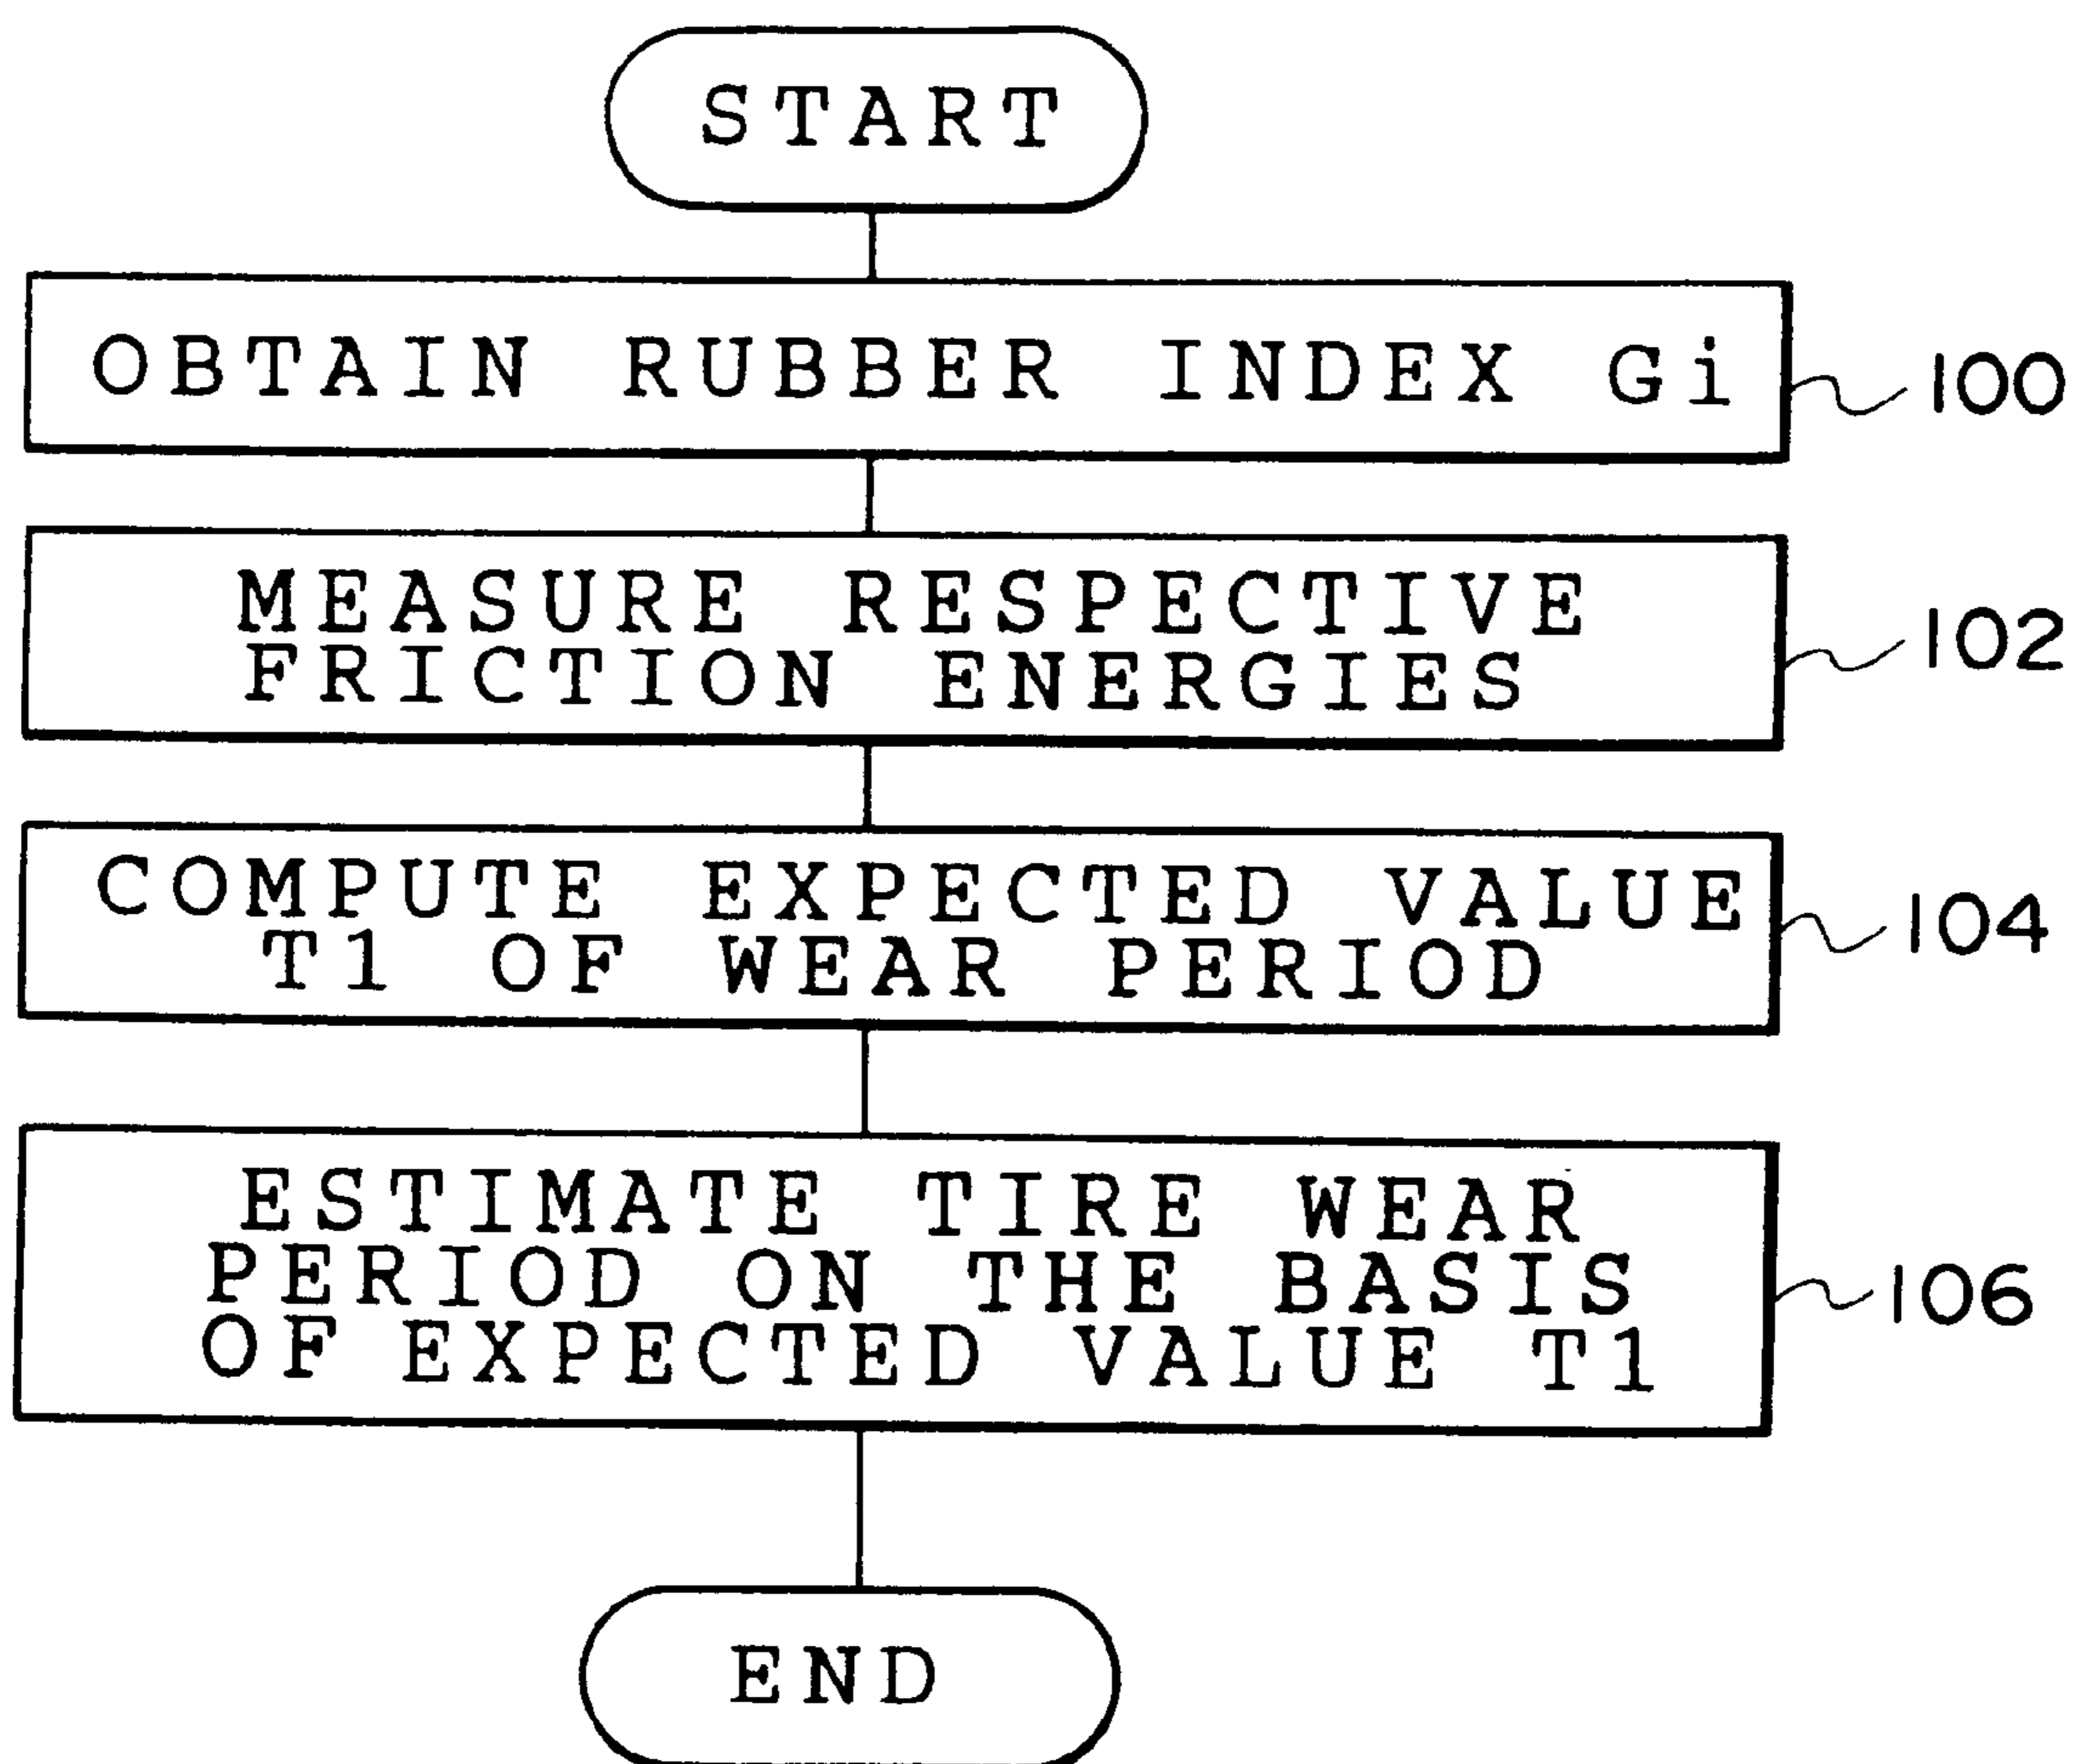 START
OBTAIN RUBBER INDEX Gi
100
MEASURE RESPECTIVE
FRICTION ENERGIES
102
COMPUTE EXPECTED VALUE
T1 OF WEAR PERIOD
104
ESTIMATE TIRE WEAR
PERIOD ON THE BASIS
OF EXPECTED VALUE T1
106
END